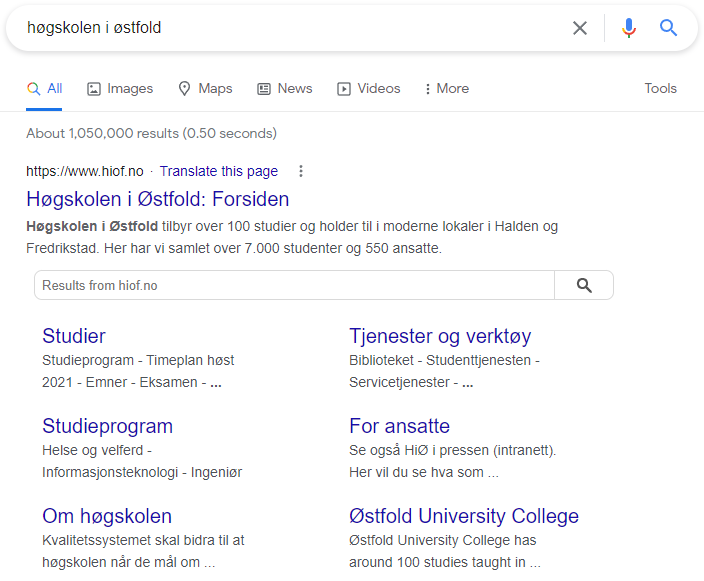 høgskolen i østfold
All Images Maps News Videos More Tools
About 1,050,000 results (0.50 seconds)
https://www.hiof.no · Translate this page
Høgskolen i Østfold: Forsiden
Høgskolen i Østfold tilbyr over 100 studier og holder til i moderne lokaler i Halden og
Fredrikstad. Her har vi samlet over 7.000 studenter og 550 ansatte.
Results from hiof.no
Studier
Studieprogram - Timeplan høst
2021 - Emner - Eksamen - ...
Tjenester og verktøy
Biblioteket - Studenttjenesten -
Servicetjenester - ...
Studieprogram
Helse og velferd -
Informasjonsteknologi - Ingeniør
For ansatte
Se også HiØ i pressen (intranett).
Her vil du se hva som ...
Om høgskolen
Kvalitetssystemet skal bidra til at
høgskolen når de mål om ...
Østfold University College
Østfold University College has
around 100 studies taught in ...